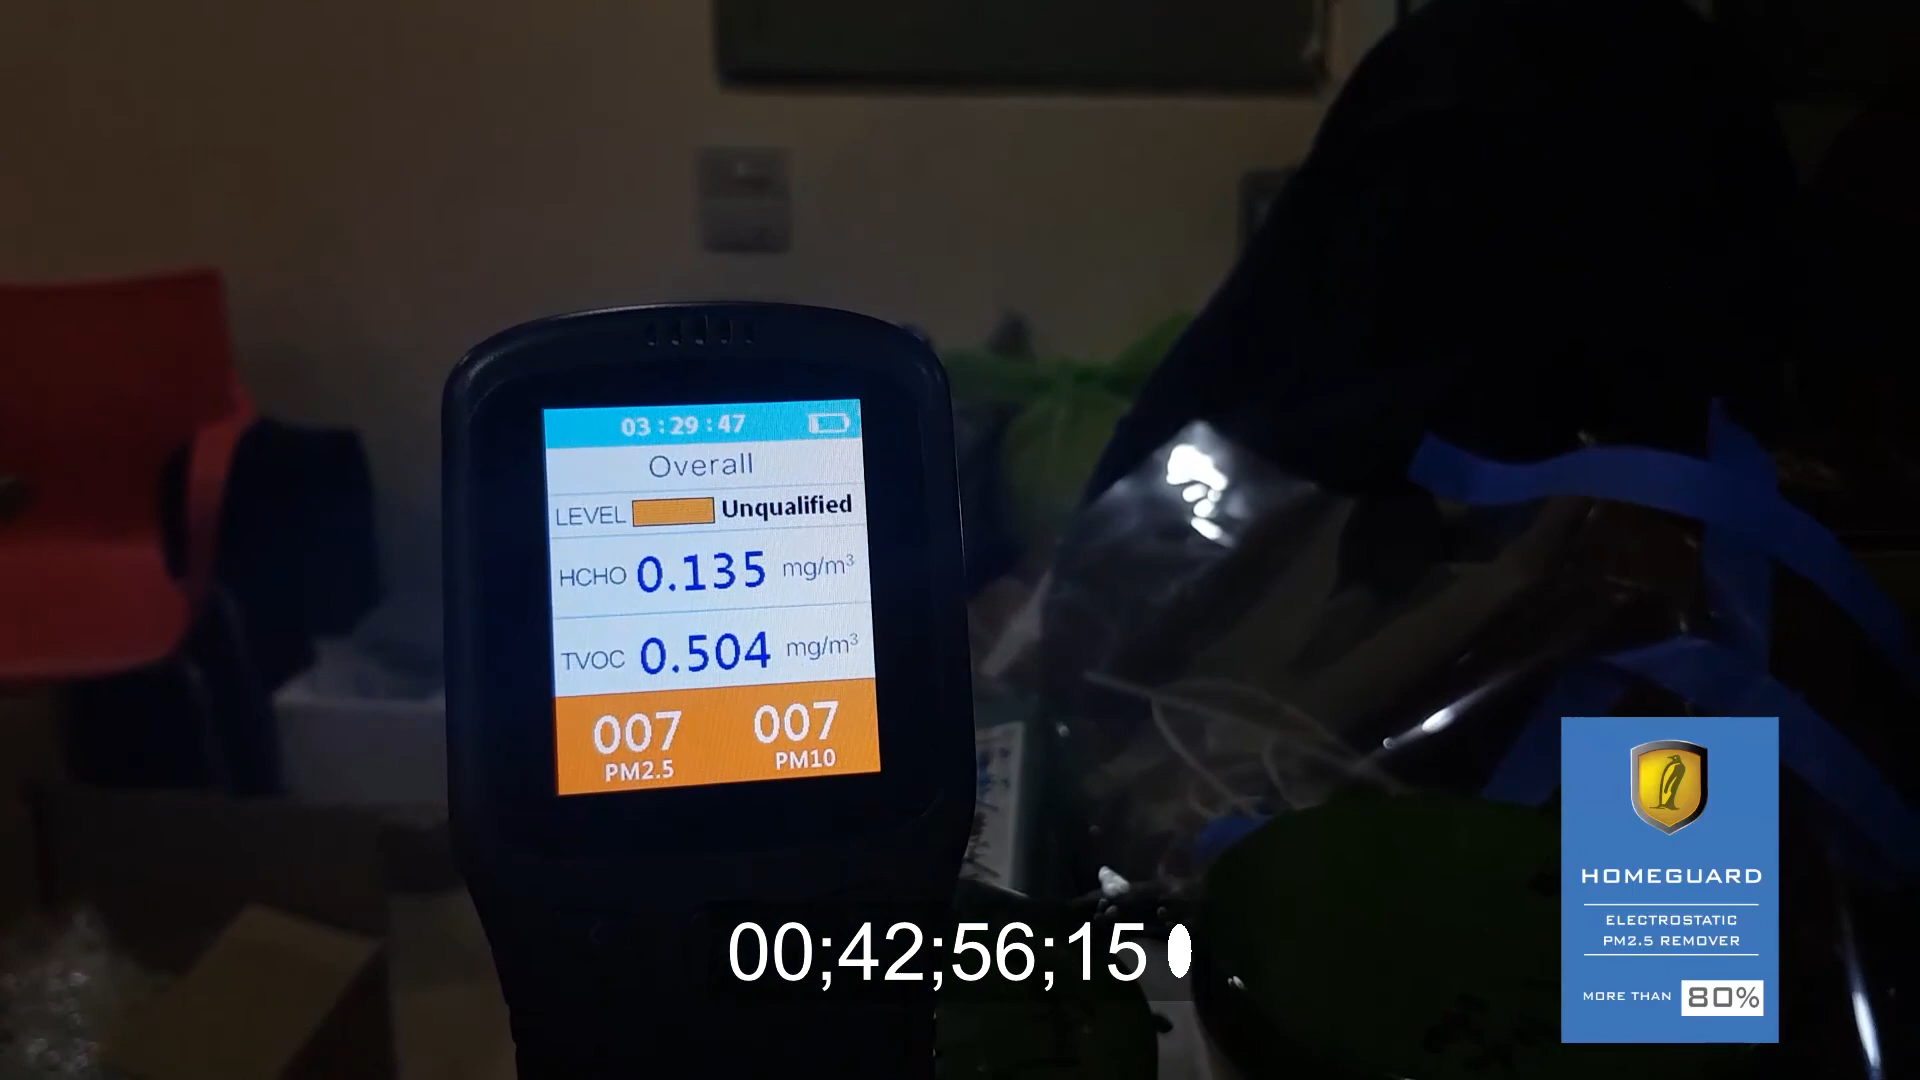 03:29:47
Overall
LEVEL Unqualified
HCHO 0.135 mg/m³
TVOC 0.504 mg/m³
007 007
PM2.5 PM10
00;42;56;15
HOMEGUARD
ELECTROSTATIC
PM2.5 REMOVER
MORE THAN 80%